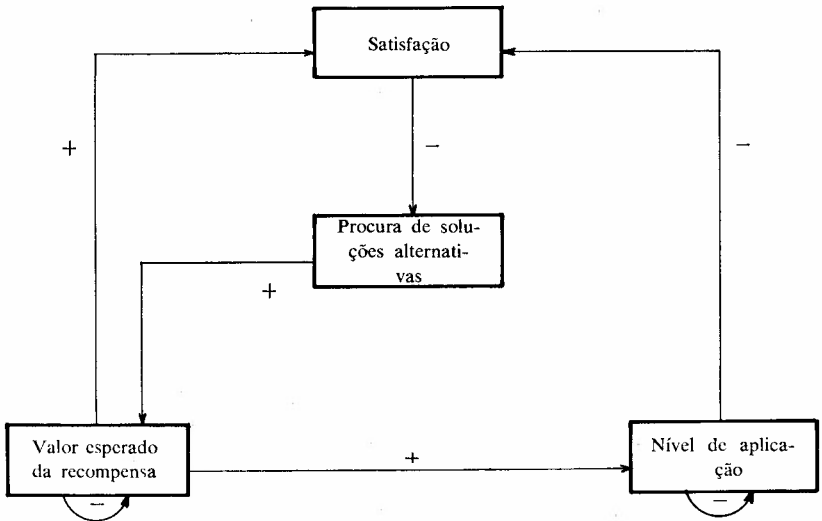 Satisfação
+
−
−
Procura de solu-
ções alternati-
vas
+
Valor esperado
da recompensa
+
Nível de aplica-
ção
−
−